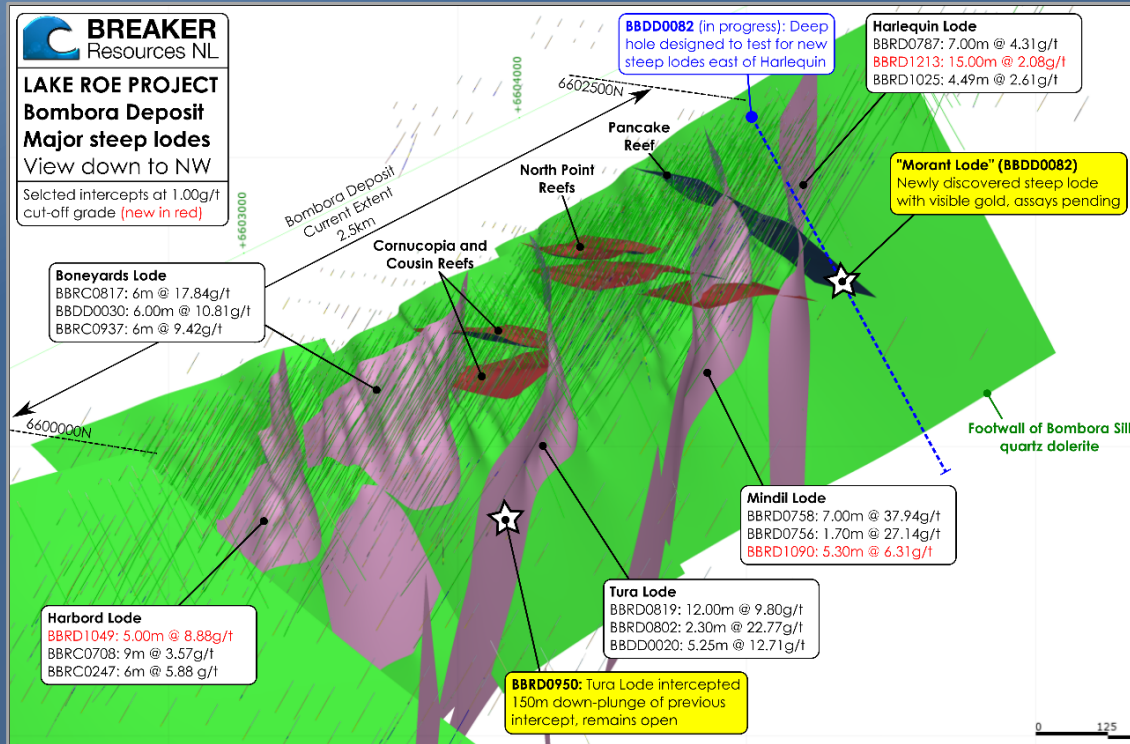 BREAKER
Resources NL
LAKE ROE PROJECT
Bombora Deposit
Major steep lodes
View down to NW
Selcted intercepts at 1.00g/t
cut-off grade (new in red)
BBDD0082 (in progress): Deep
hole designed to test for new
steep lodes east of Harlequin
Harlequin Lode
BBRD0787: 7.00m @ 4.31g/t
BBRD1213: 15.00m @ 2.08g/t
BBRD1025: 4.49m @ 2.61g/t
6604000
6602500N
Pancake
Reef
"Morant Lode" (BBDD0082)
Newly discovered steep lode
with visible gold, assays pending
North Point
Reefs
6603000
Bombora Deposit
Current Extent
2.5km
Cornucopia and
Cousin Reefs
Boneyards Lode
BBRC0817: 6m @ 17.84g/t
BBDD0030: 6.00m @ 10.81g/t
BBRC0937: 6m @ 9.42g/t
6600000N
Footwall of Bombora Sill
quartz dolerite
Mindil Lode
BBRD0758: 7.00m @ 37.94g/t
BBRD0756: 1.70m @ 27.14g/t
BBRD1090: 5.30m @ 6.31g/t
Tura Lode
BBRD0819: 12.00m @ 9.80g/t
BBRD0802: 2.30m @ 22.77g/t
BBDD0020: 5.25m @ 12.71g/t
Harbord Lode
BBRD1049: 5.00m @ 8.88g/t
BBRC0708: 9m @ 3.57g/t
BBRC0247: 6m @ 5.88 g/t
BBRD0950: Tura Lode intercepted
150m down-plunge of previous
intercept, remains open
0 125